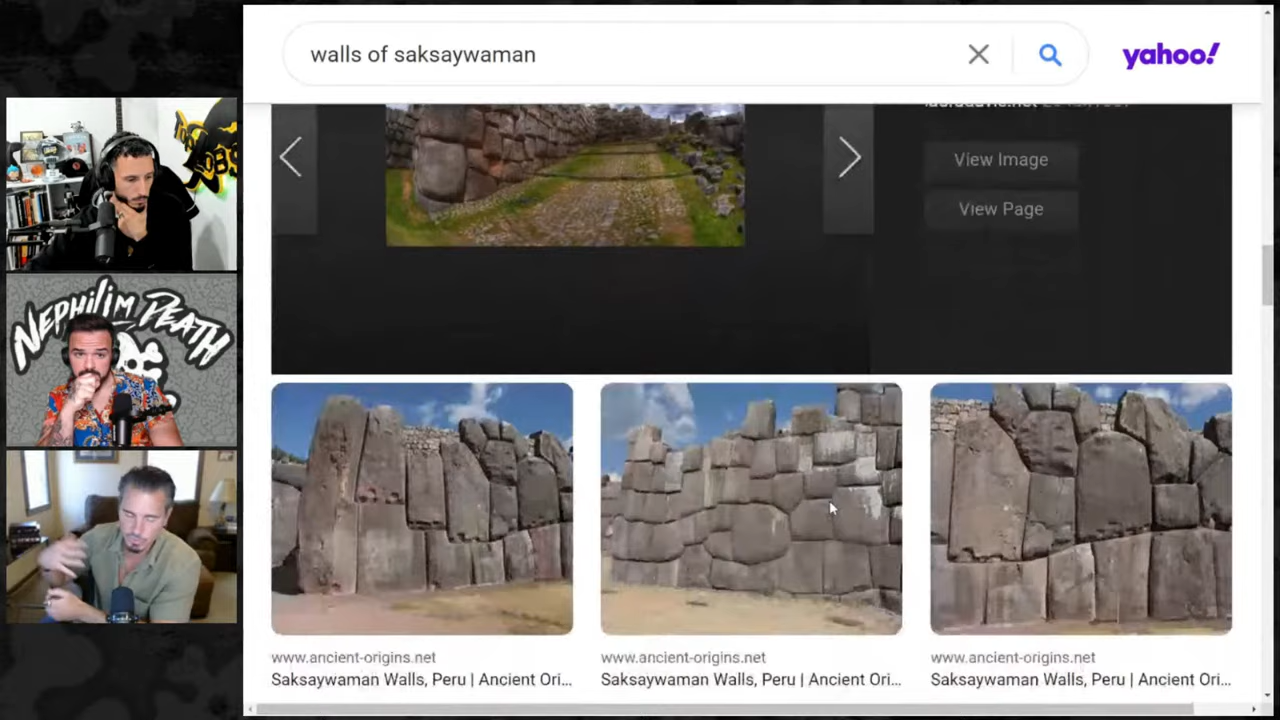 walls of saksaywaman
yahoo!
View Image
View Page
NEPHILIM DEATH
www.ancient-origins.net
Saksaywaman Walls, Peru | Ancient Ori...
www.ancient-origins.net
Saksaywaman Walls, Peru | Ancient Ori...
www.ancient-origins.net
Saksaywaman Walls, Peru | Ancient Ori...